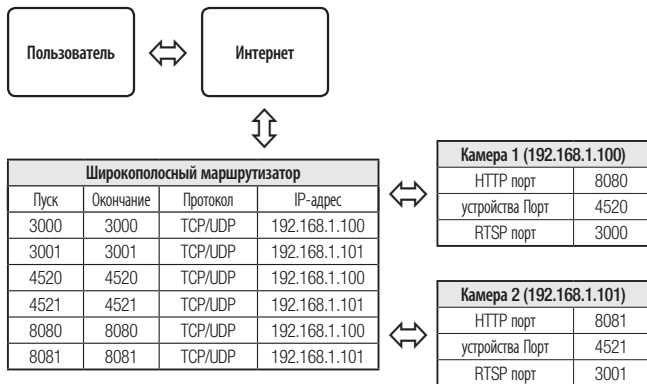 Пользователь
Интернет
Широкополосный маршрутизатор
Пуск Окончание Протокол IP-адрес
3000 3000 TCP/UDP 192.168.1.100
3001 3001 TCP/UDP 192.168.1.101
4520 4520 TCP/UDP 192.168.1.100
4521 4521 TCP/UDP 192.168.1.101
8080 8080 TCP/UDP 192.168.1.100
8081 8081 TCP/UDP 192.168.1.101
Камера 1 (192.168.1.100)
HTTP порт 8080
устройства Порт 4520
RTSP порт 3000
Камера 2 (192.168.1.101)
HTTP порт 8081
устройства Порт 4521
RTSP порт 3001